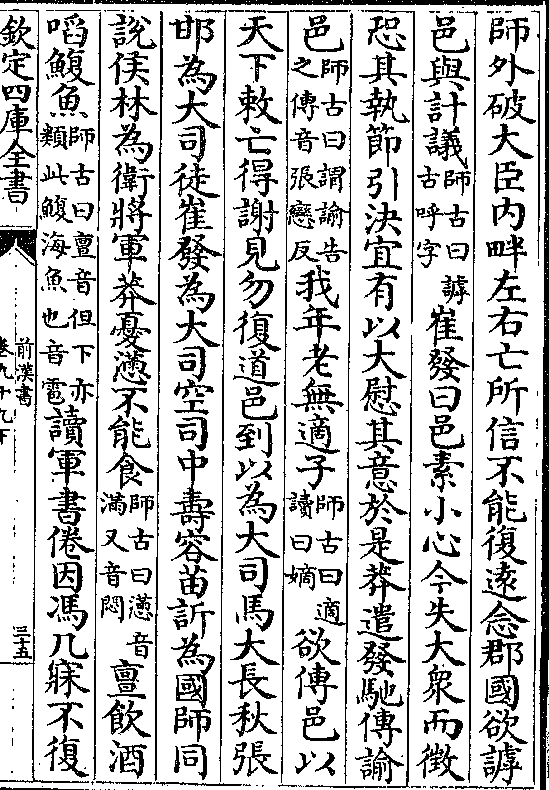 師外破大臣内畔左右亡所信不能復逺念郡國欲謼
邑與計議師古曰謼古呼字崔發曰邑素小心今失大衆而徴
恐其執節引決宜有以大慰其意於是莽遣發馳傳諭
邑師古曰謂諭告之傳音張戀反我年老無適子師古曰適讀曰嫡欲傳邑以
天下敕亡得謝見勿復道邑到以為大司馬大長秋張
邯為大司徒崔發為大司空司中壽容苗訢為國師同
說侯林為衛將軍莽憂懣不能食師古曰懣音滿又音悶亶飲酒
啗鰒魚師古曰亶音但下亦類此鰒海魚也音雹讀軍書倦因馮几寐不復
欽定四庫全書
前漢書
卷九十九下
三十五